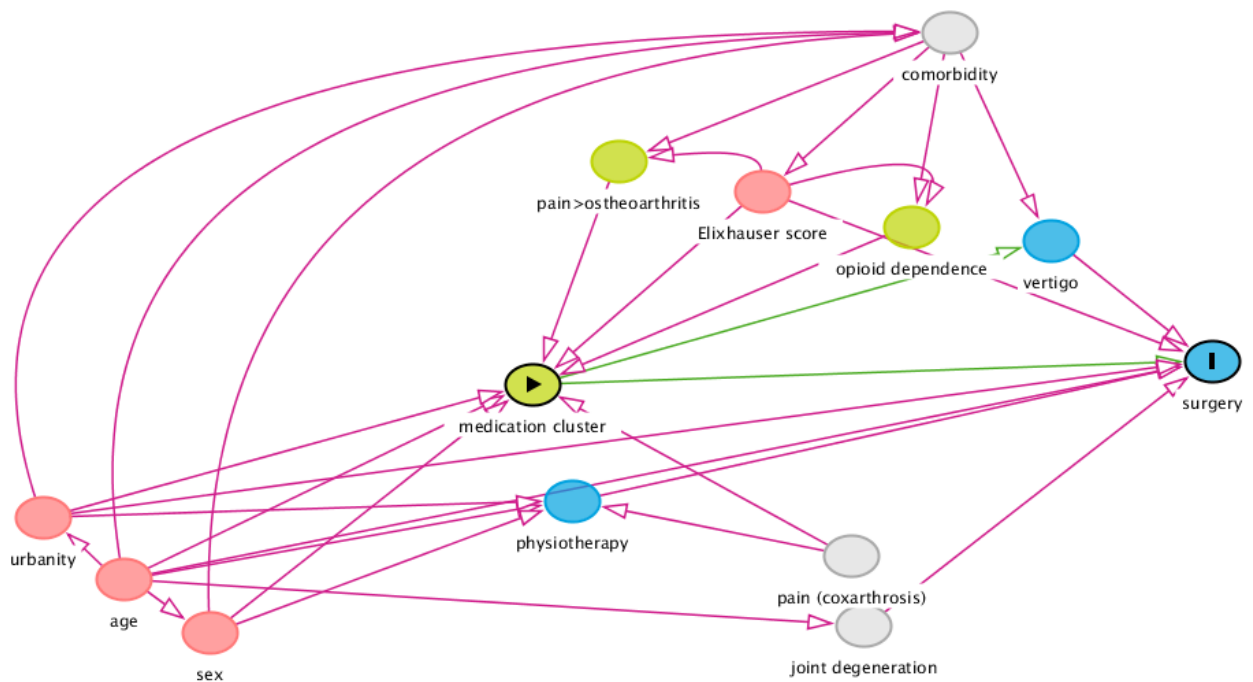 comorbidity
pain>ostheoarthritis
Elixhauser score
opioid dependence
vertigo
surgery
medication cluster
physiotherapy
urbanity
pain (coxarthrosis)
age
joint degeneration
sex